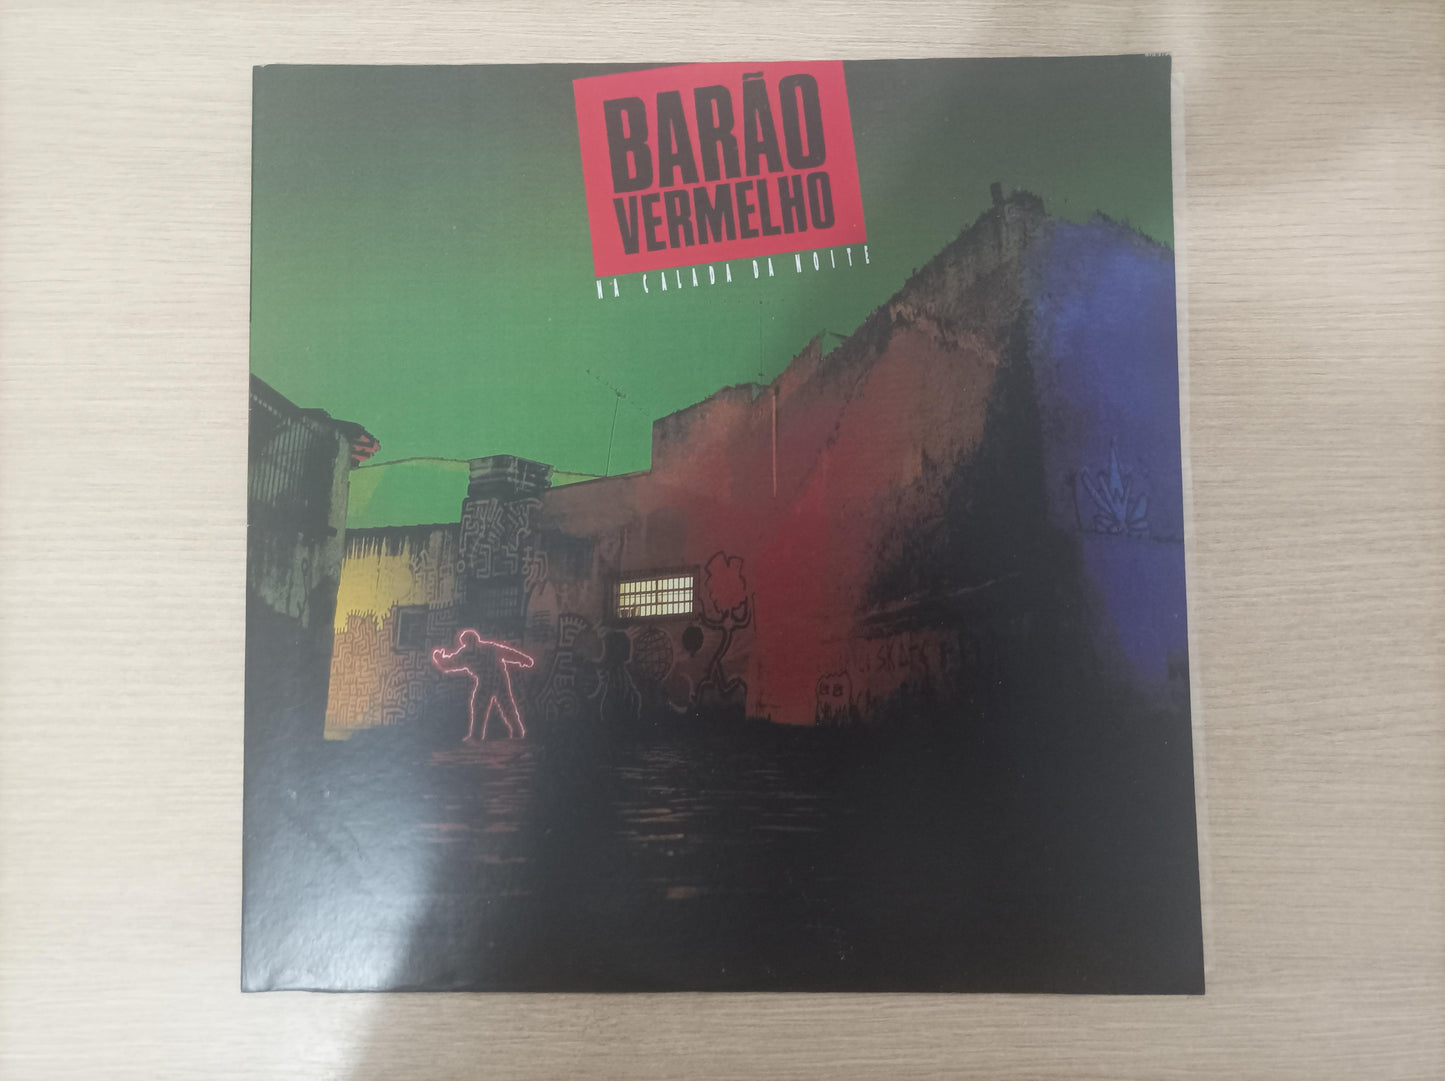 BARÃO
VERMELHO
NA CALADA DA NOITE